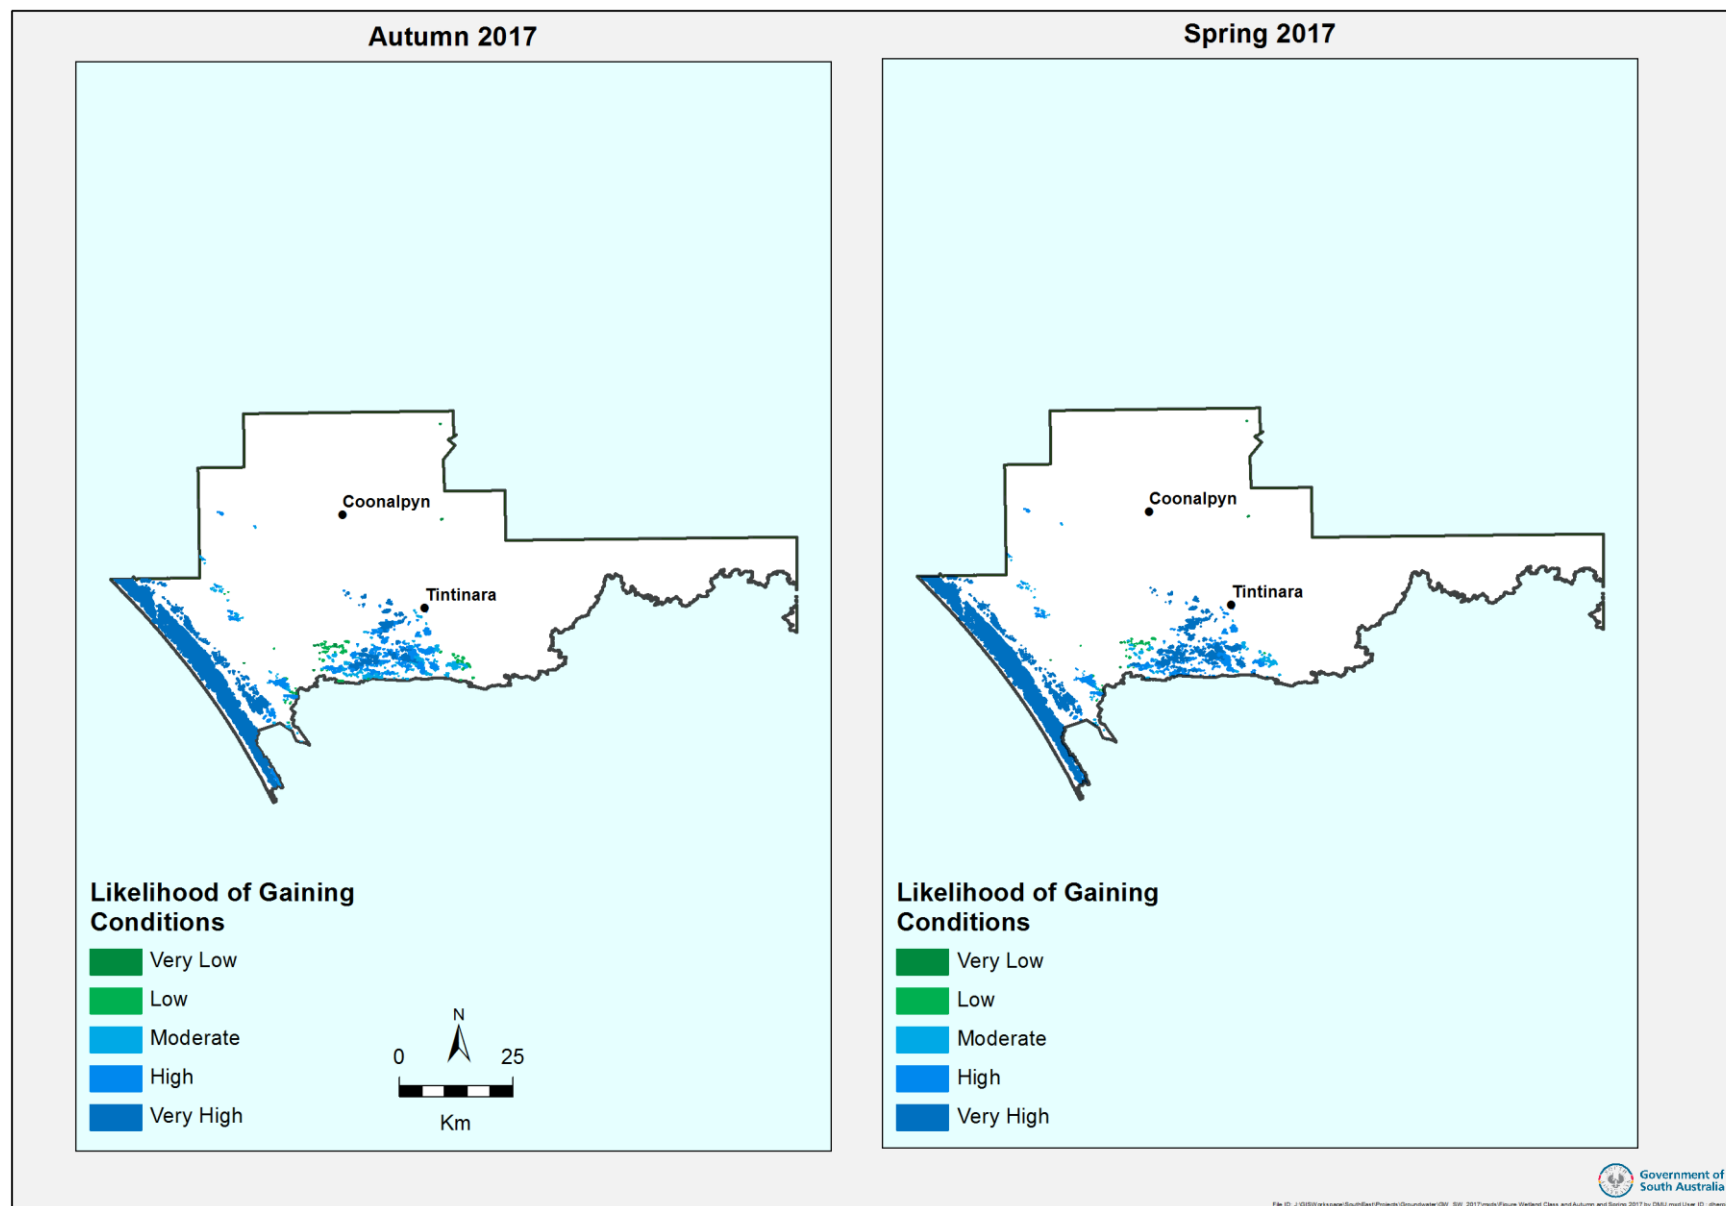 Autumn 2017
Spring 2017
Coonalpyn
Tintinara
Likelihood of Gaining
Conditions
Very Low
Low
Moderate
High
Very High
N
0 25
Km
Coonalpyn
Tintinara
Likelihood of Gaining
Conditions
Very Low
Low
Moderate
High
Very High
Government of
South Australia